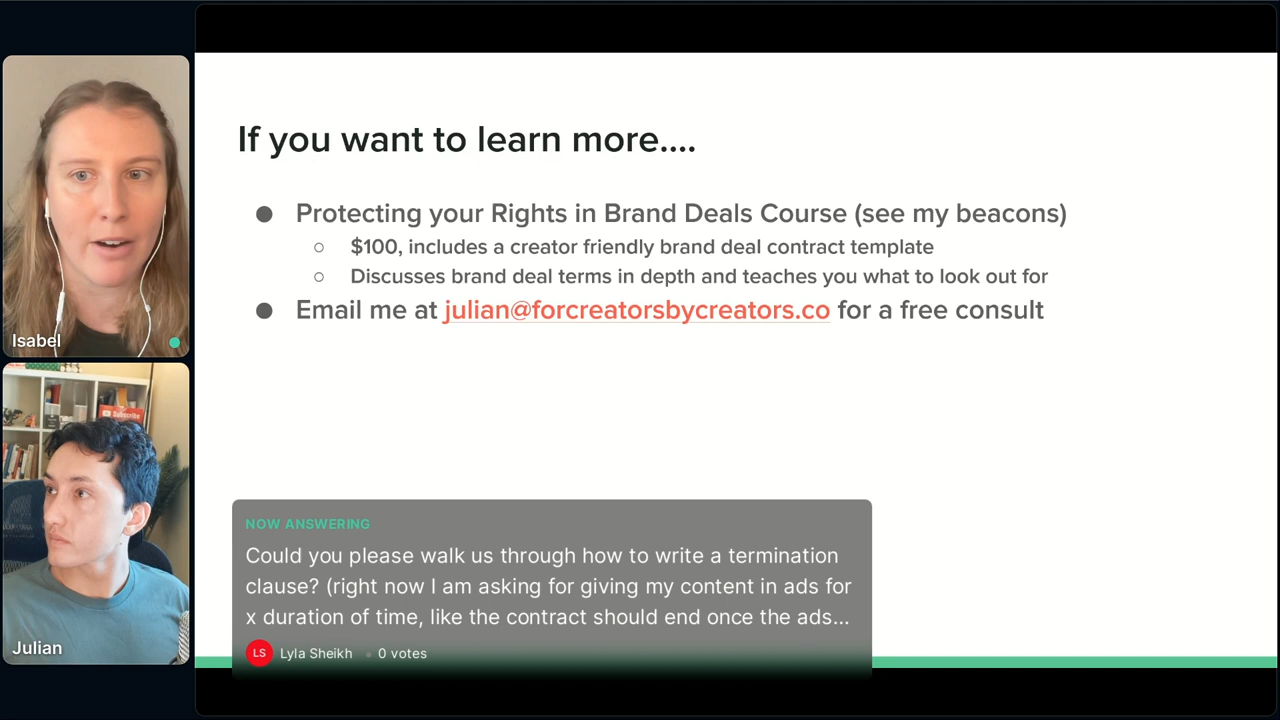 Isabel
Julian
Subscribe
If you want to learn more....
● Protecting your Rights in Brand Deals Course (see my beacons)
○ $100, includes a creator friendly brand deal contract template
○ Discusses brand deal terms in depth and teaches you what to look out for
● Email me at julian@forcreatorsbycreators.co for a free consult
NOW ANSWERING
Could you please walk us through how to write a termination
clause? (right now I am asking for giving my content in ads for
x duration of time, like the contract should end once the ads...
LS Lyla Sheikh • 0 votes